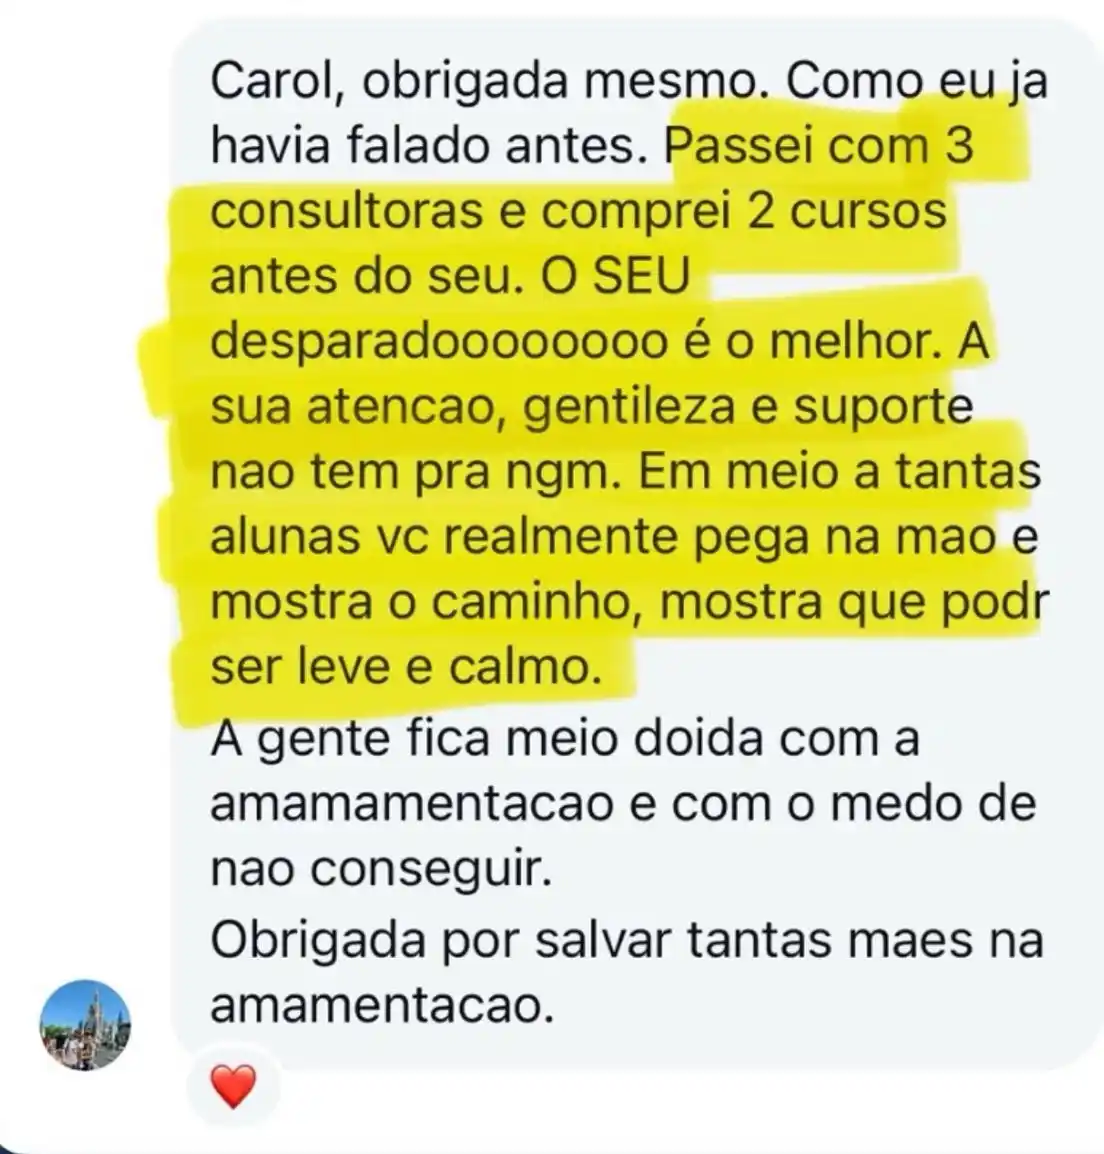 Carol, obrigada mesmo. Como eu ja
havia falado antes. Passei com 3
consultoras e comprei 2 cursos
antes do seu. O SEU
desparadoooooooo é o melhor. A
sua atencao, gentileza e suporte
nao tem pra ngm. Em meio a tantas
alunas vc realmente pega na mao e
mostra o caminho, mostra que podr
ser leve e calmo.
A gente fica meio doida com a
amamamentacao e com o medo de
nao conseguir.
Obrigada por salvar tantas maes na
amamentacao.